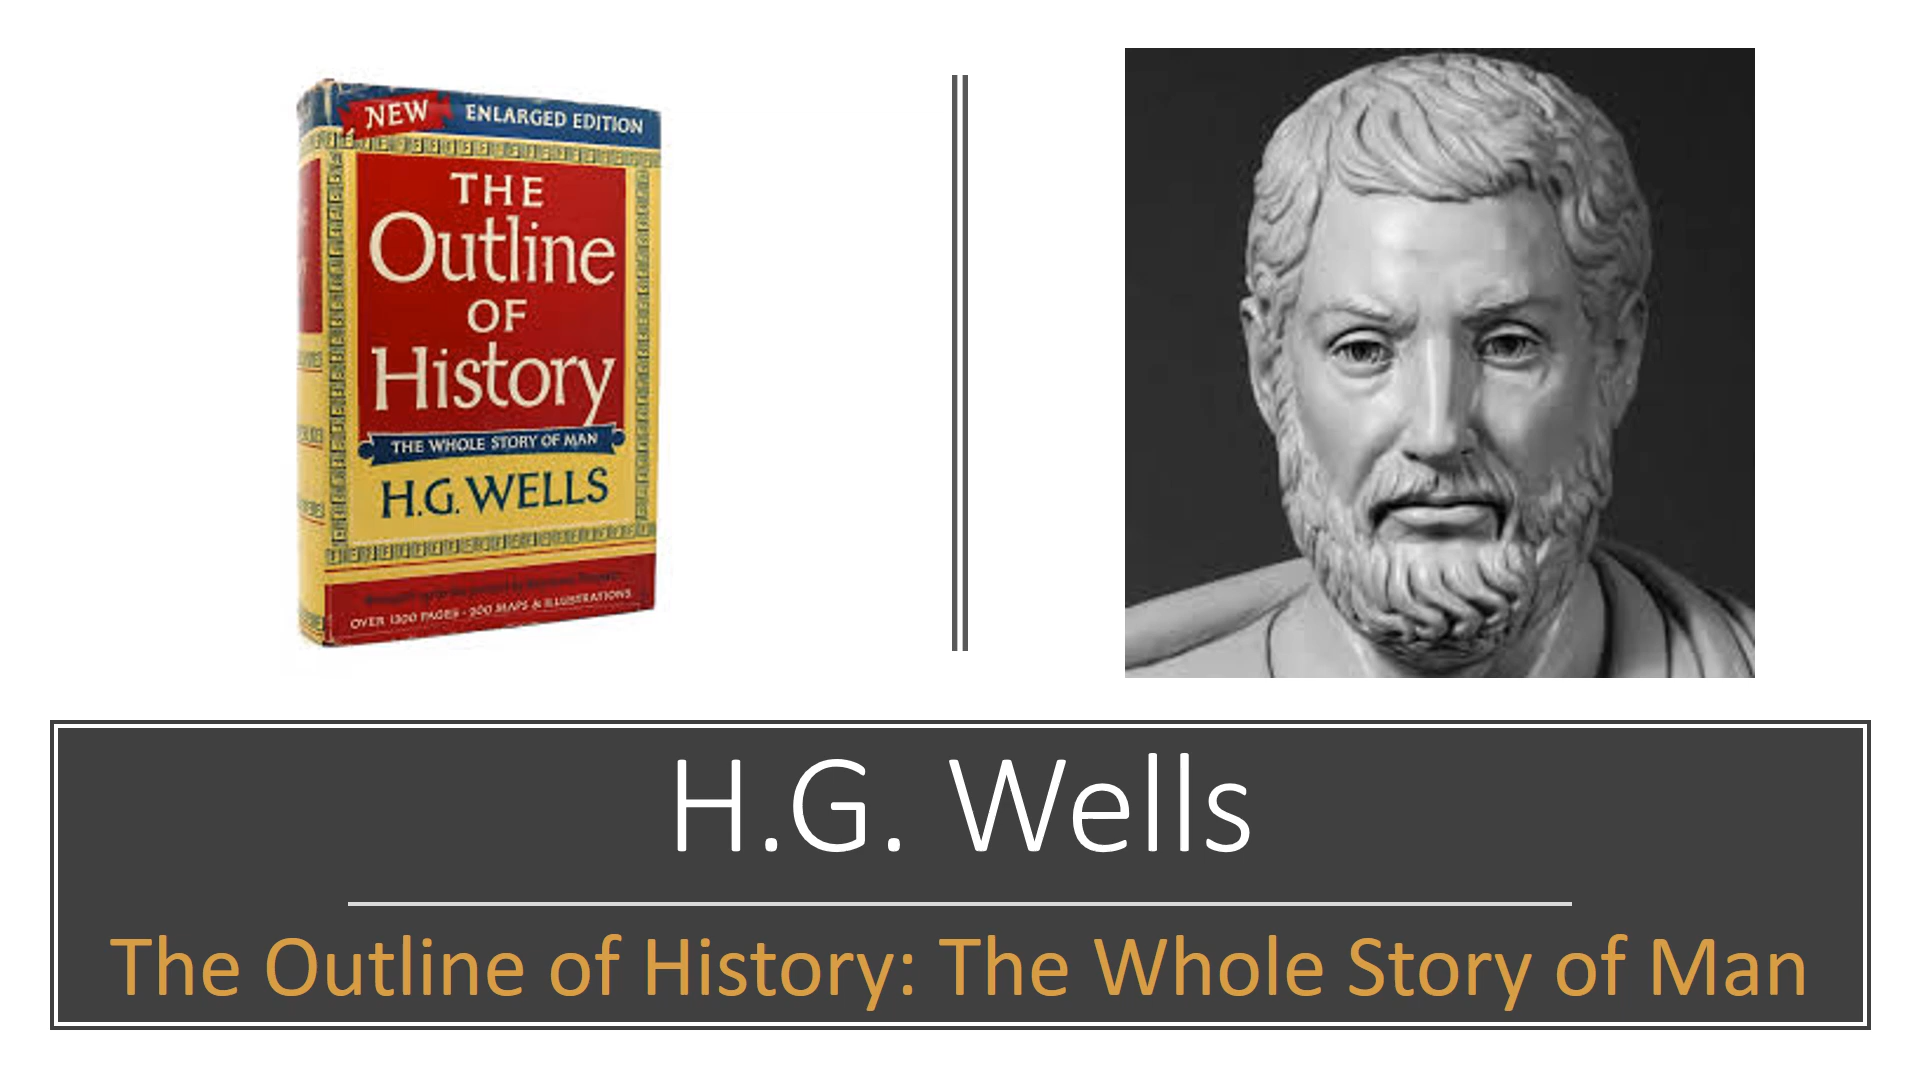 NEW
ENLARGED EDITION
THE
Outline
OF
History
THE WHOLE STORY OF MAN
H.G. WELLS
OVER 1300 PAGES - 200 MAPS & ILLUSTRATIONS
H.G. Wells
The Outline of History: The Whole Story of Man